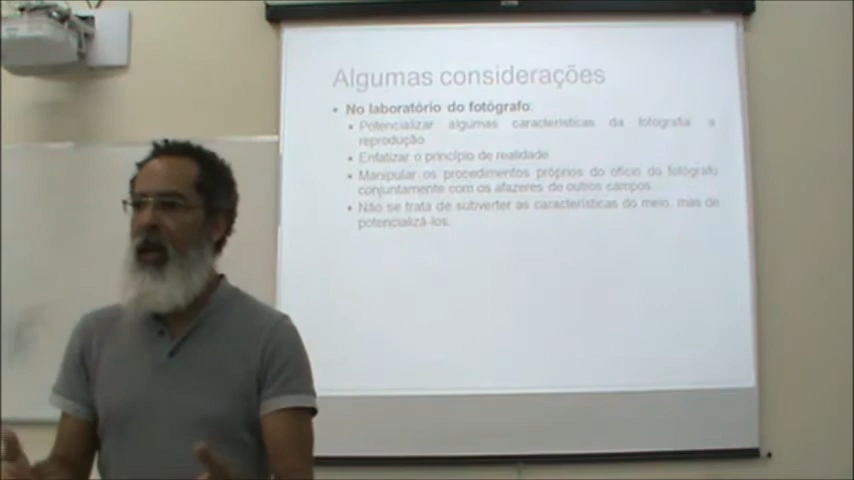 Algumas considerações
• No laboratório do fotógrafo:
• Potencializar algumas características da fotografia a
reprodução
• Enfatizar o princípio de realidade
• Manipular os procedimentos próprios do ofício do fotógrafo
conjuntamente com os afazeres de outros campos.
• Não se trata de subverter as características do meio, mas de
potencializá-los.